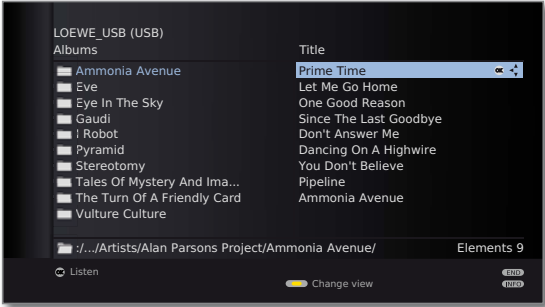 LOEWE_USB (USB)
Albums
Title
Ammonia Avenue
Prime Time OK
Eve
Let Me Go Home
Eye In The Sky
One Good Reason
Gaudi
Since The Last Goodbye
I Robot
Don't Answer Me
Pyramid
Dancing On A Highwire
Stereotomy
You Don't Believe
Tales Of Mystery And Ima...
Pipeline
The Turn Of A Friendly Card
Ammonia Avenue
Vulture Culture
:/.../Artists/Alan Parsons Project/Ammonia Avenue/
Elements 9
OK Listen
END
Change view
INFO